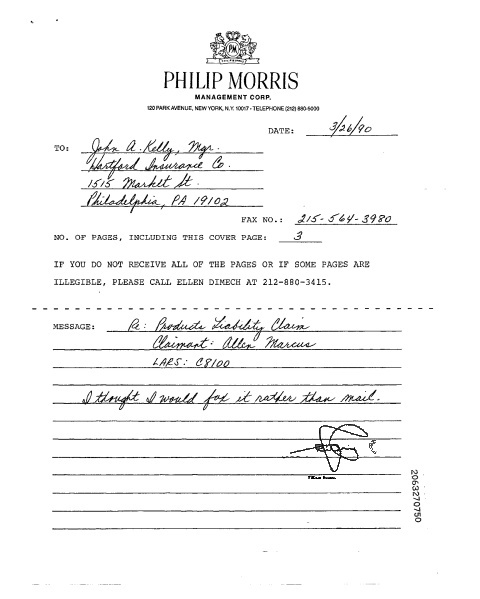 PM
PHILIP MORRIS
MANAGEMENT CORP.
120 PARK AVENUE, NEW YORK, N.Y. 10017 • TELEPHONE (212) 880-5000
DATE: 3/26/90
TO: John A. Kelly, Mgr.
Hartford Insurance Co.
1515 Market St.
Philadelphia, PA 19102
FAX NO.: 215-564-3980
NO. OF PAGES, INCLUDING THIS COVER PAGE: 3
IF YOU DO NOT RECEIVE ALL OF THE PAGES OR IF SOME PAGES ARE
ILLEGIBLE, PLEASE CALL ELLEN DIMECH AT 212-880-3415.
MESSAGE: Re: Products Liability Claim
Claimant: Allen Marcus
LARS: C8100
I thought I would fax it rather than mail.
2063270750